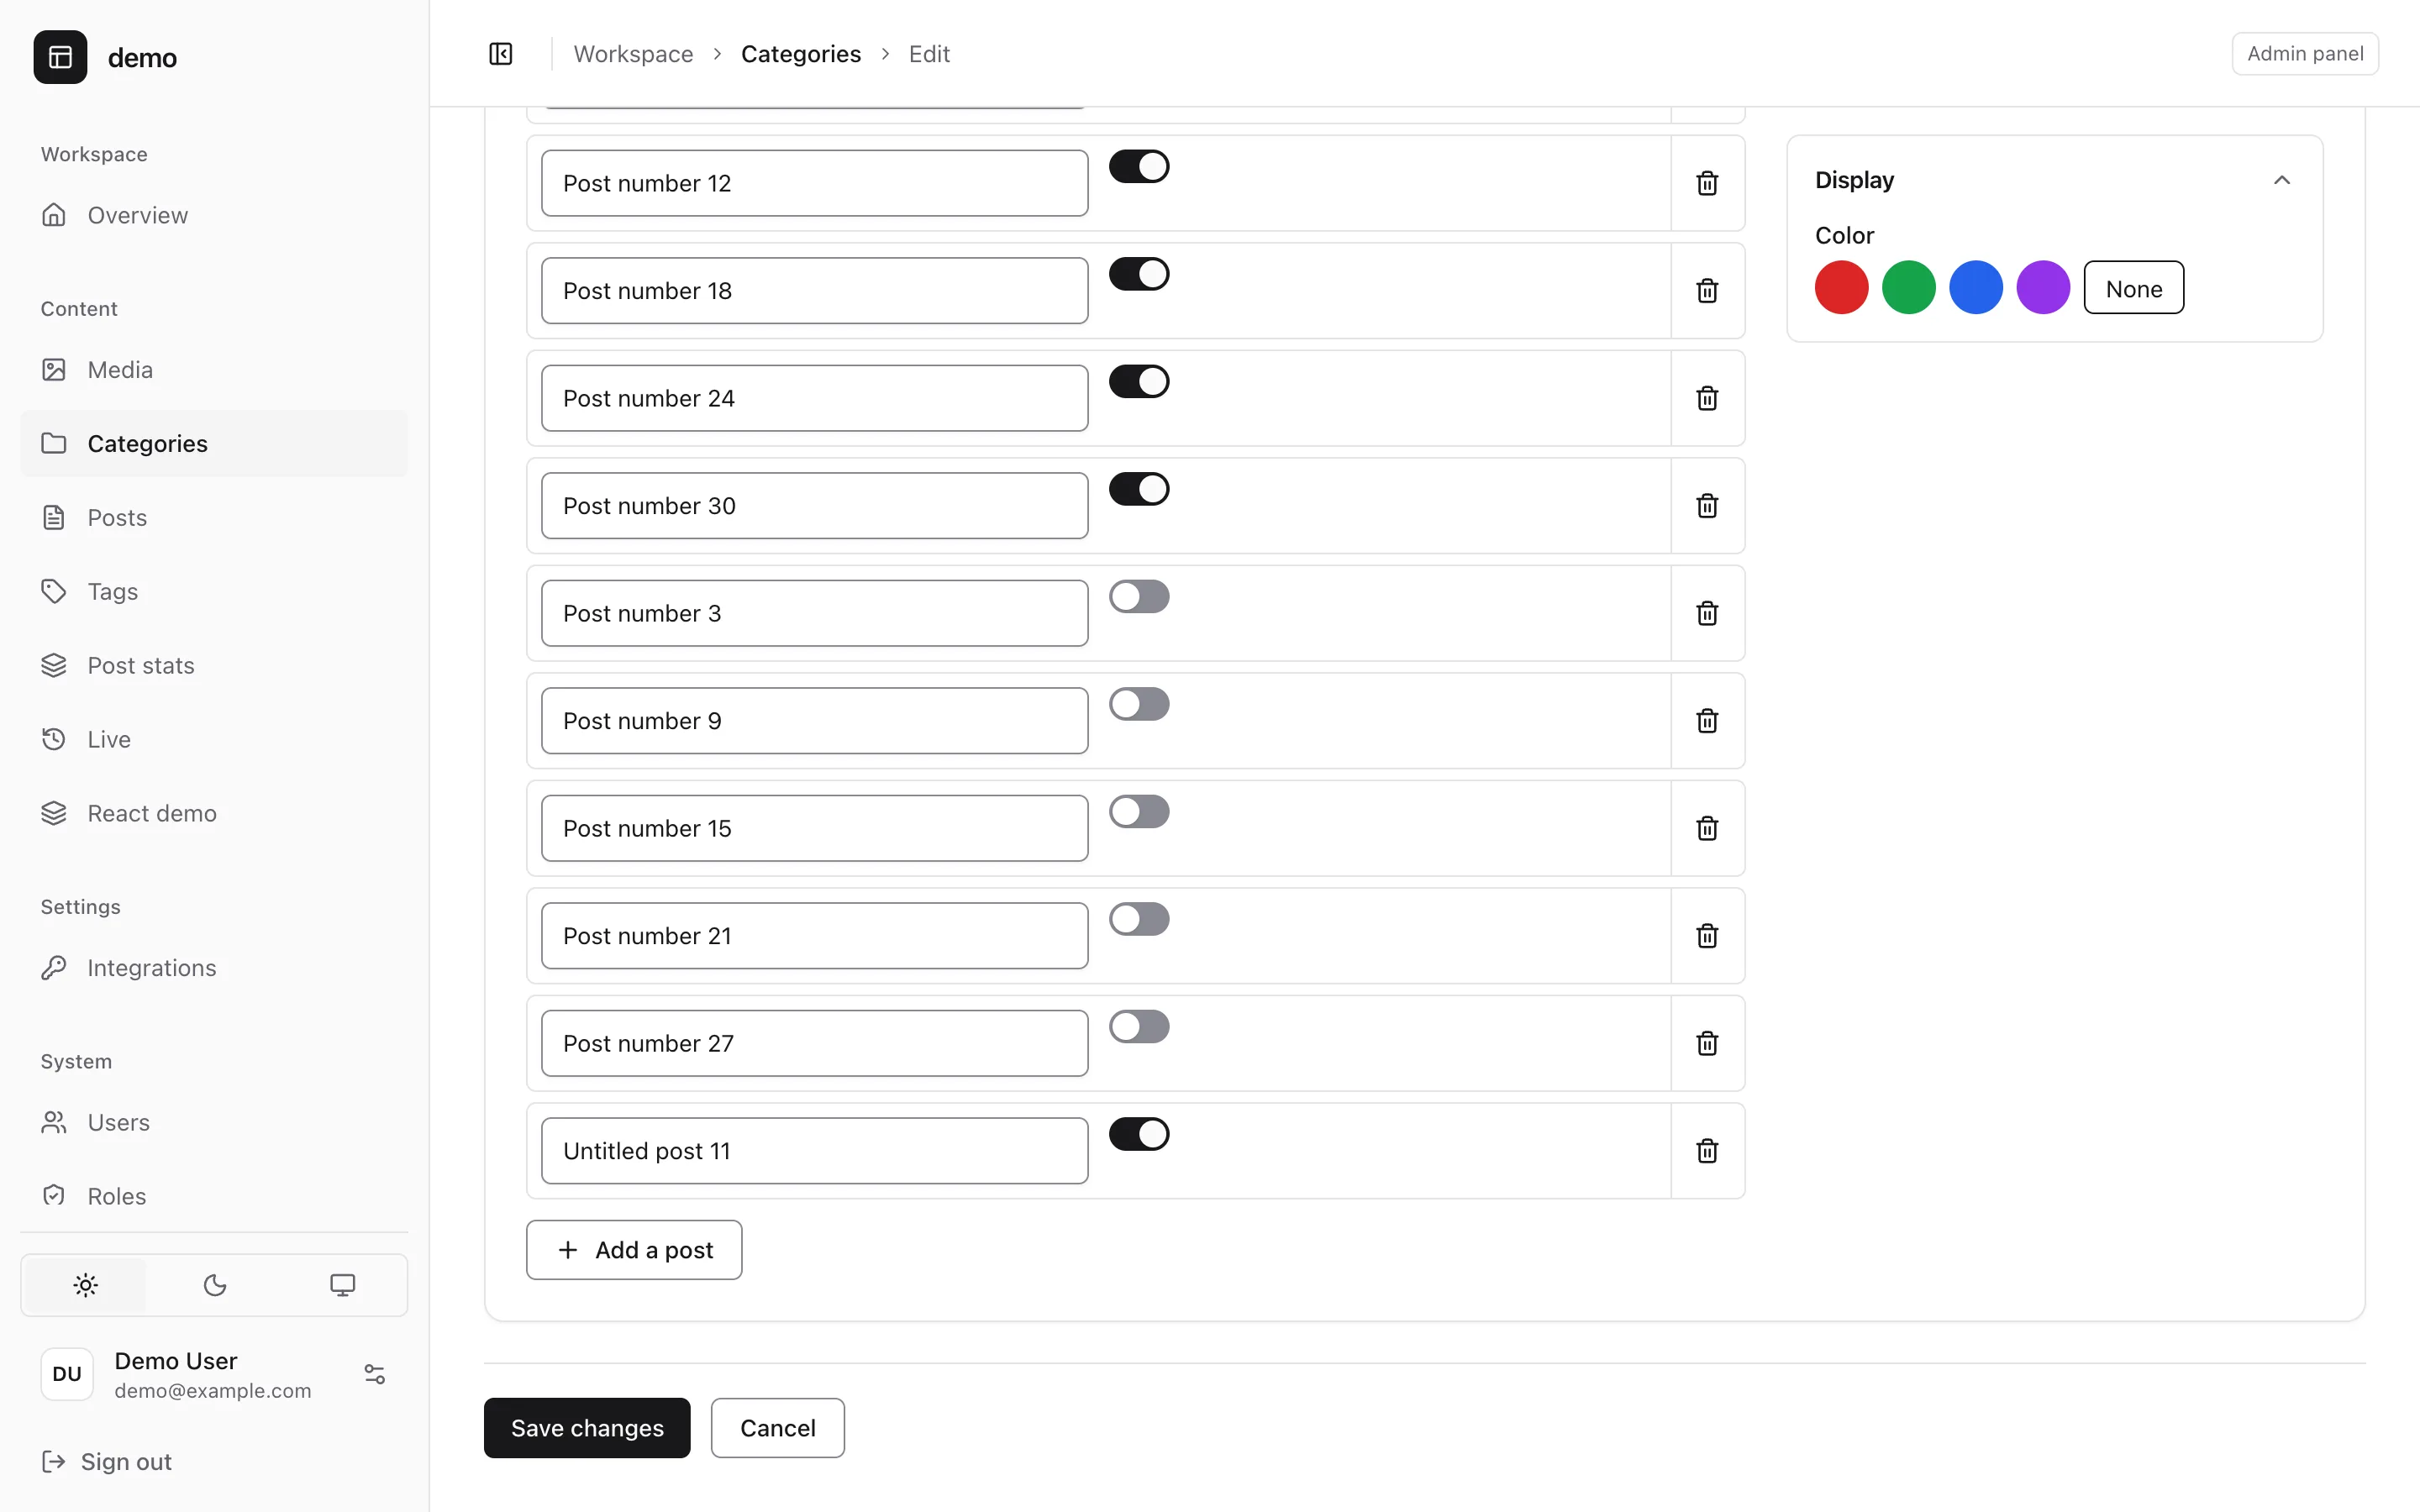 demo
Workspace
Overview
Content
Media
Categories
Posts
Tags
Post stats
Live
React demo
Settings
Integrations
System
Users
Roles
DU
Demo User
demo@example.com
Sign out
Workspace > Categories > Edit
Admin panel
Post number 12
Post number 18
Post number 24
Post number 30
Post number 3
Post number 9
Post number 15
Post number 21
Post number 27
Untitled post 11
Add a post
Display
Color
None
Save changes
Cancel